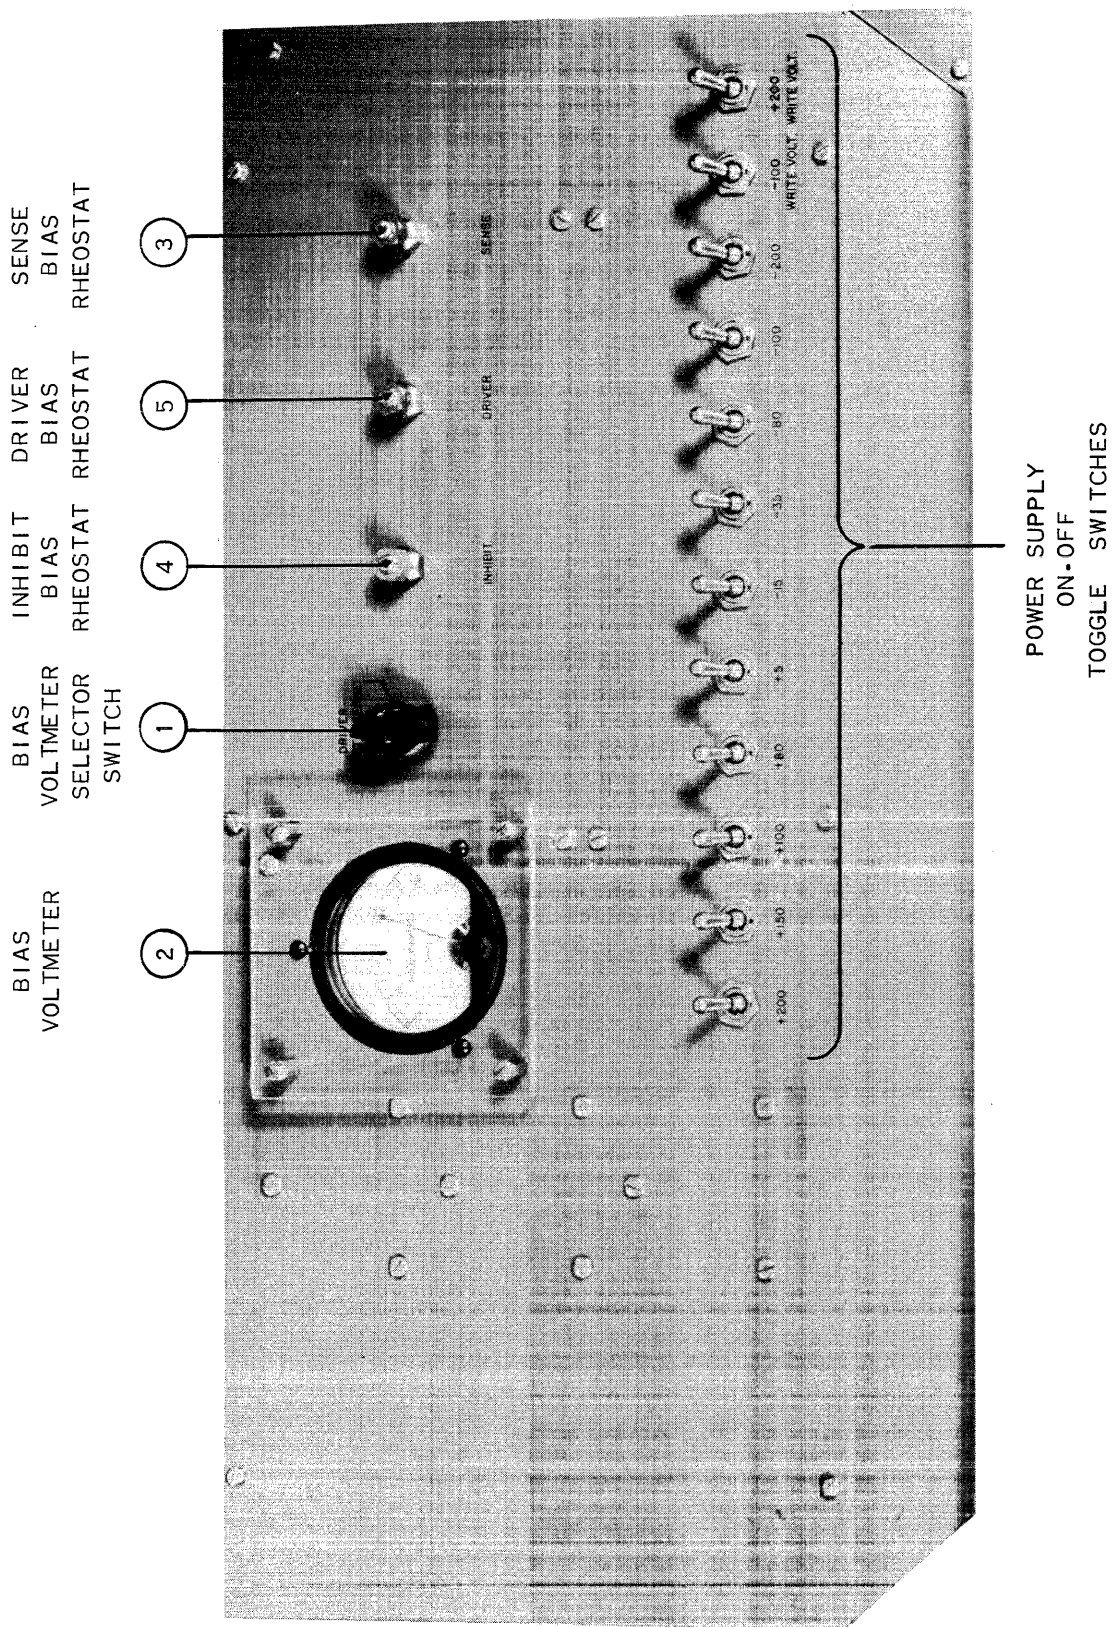 BIAS
VOLTMETER
BIAS
VOLTMETER
SELECTOR
SWITCH
INHIBIT
BIAS
RHEOSTAT
DRIVER
BIAS
RHEOSTAT
SENSE
BIAS
RHEOSTAT
2
1
4
5
3
DRIVER
INHIBIT
DRIVER
SENSE
+200
+150
+100
+80
+5
-15
-35
-80
-100
-200
-100
WRITE VOLT.
+200
WRITE VOLT.
POWER SUPPLY
ON-OFF
TOGGLE SWITCHES